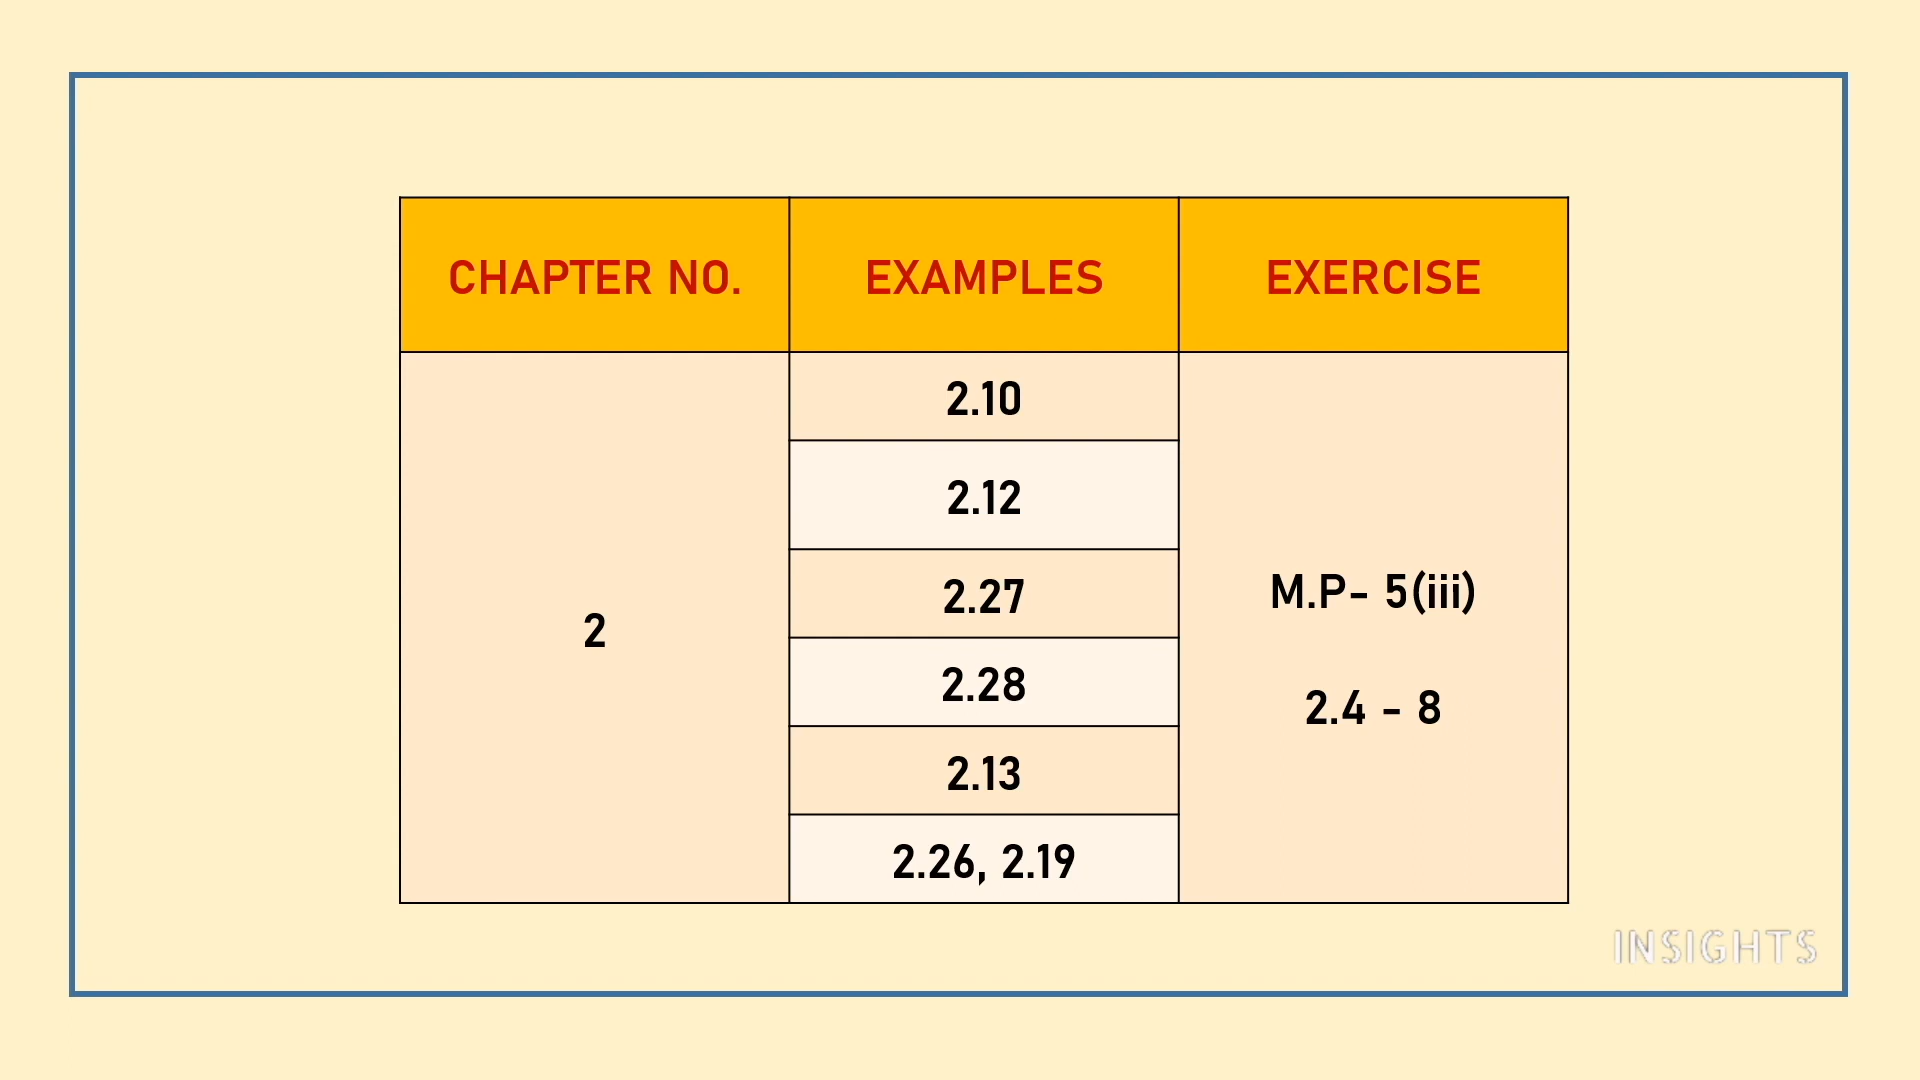 CHAPTER NO. EXAMPLES EXERCISE
2.10
2.12
2.27
M.P- 5(iii)
2
2.28
2.4 - 8
2.13
2.26, 2.19
INSIGHTS